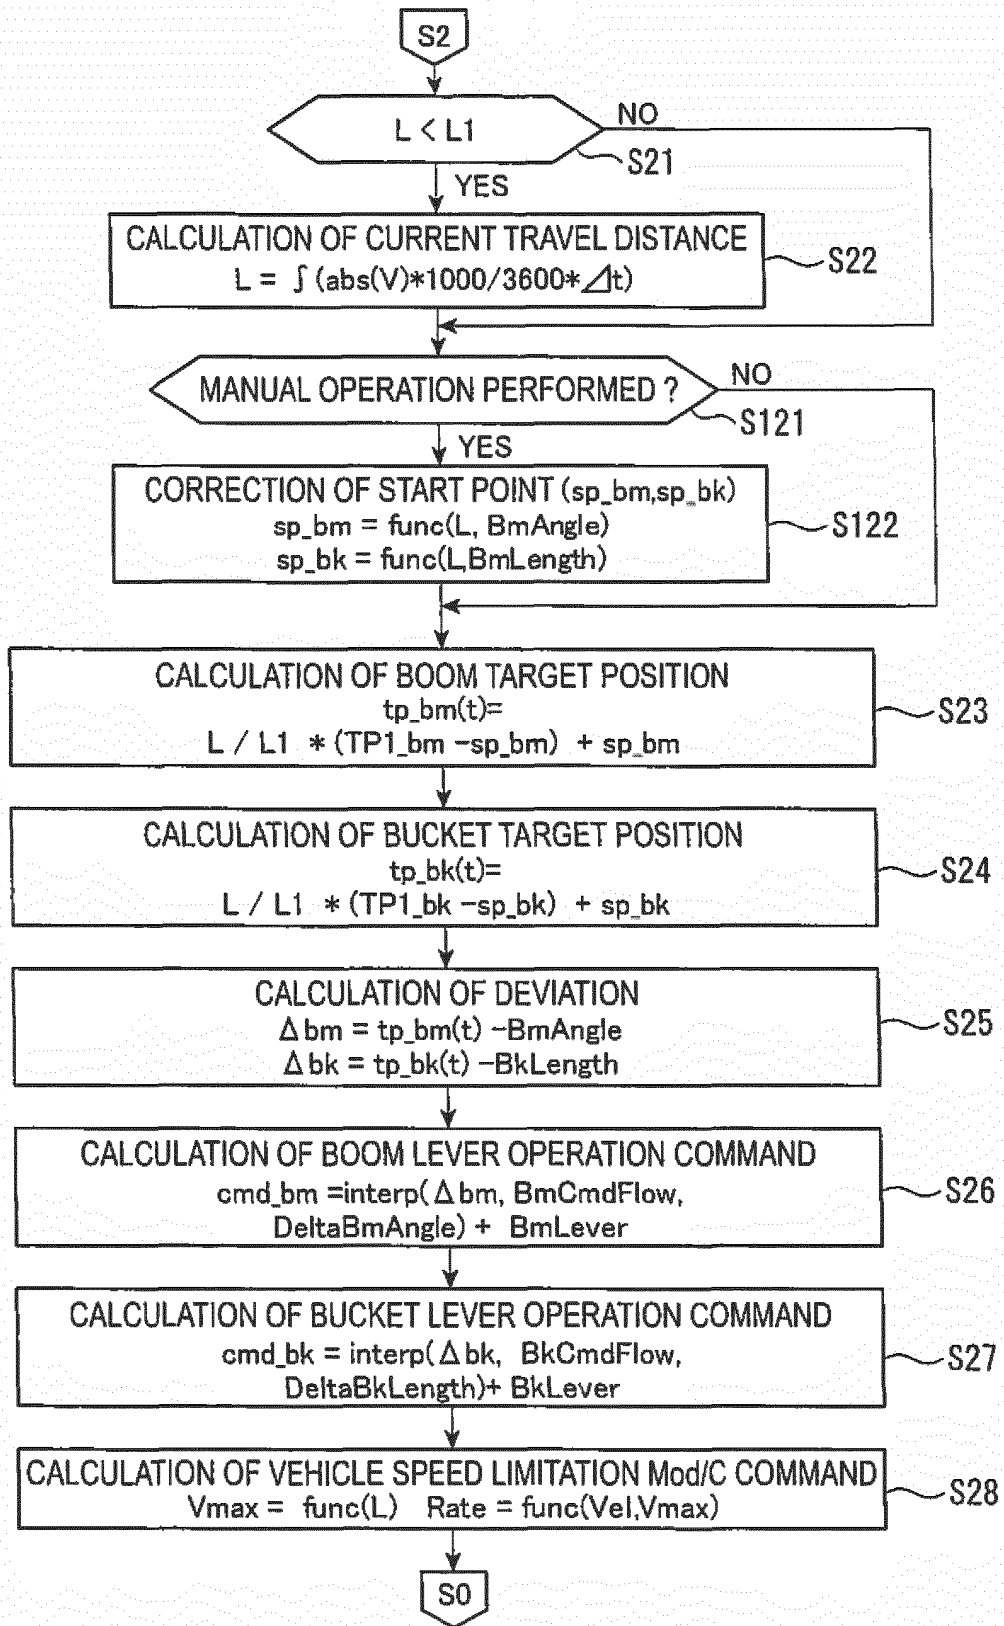 S2
L < L1
NO
S21
YES
CALCULATION OF CURRENT TRAVEL DISTANCE
L = ∫(abs(V)*1000/3600*⊿t)
S22
MANUAL OPERATION PERFORMED ?
NO
S121
YES
CORRECTION OF START POINT (sp_bm,sp_bk)
sp_bm = func(L, BmAngle)
sp_bk = func(L,BmLength)
S122
CALCULATION OF BOOM TARGET POSITION
tp_bm(t)=
L / L1 * (TP1_bm -sp_bm) + sp_bm
S23
CALCULATION OF BUCKET TARGET POSITION
tp_bk(t)=
L / L1 * (TP1_bk -sp_bk) + sp_bk
S24
CALCULATION OF DEVIATION
Δbm = tp_bm(t) -BmAngle
Δbk = tp_bk(t) -BkLength
S25
CALCULATION OF BOOM LEVER OPERATION COMMAND
cmd_bm =interp(Δbm, BmCmdFlow,
DeltaBmAngle) + BmLever
S26
CALCULATION OF BUCKET LEVER OPERATION COMMAND
cmd_bk = interp(Δbk, BkCmdFlow,
DeltaBkLength)+ BkLever
S27
CALCULATION OF VEHICLE SPEED LIMITATION Mod/C COMMAND
Vmax = func(L) Rate = func(Vel,Vmax)
S28
S0